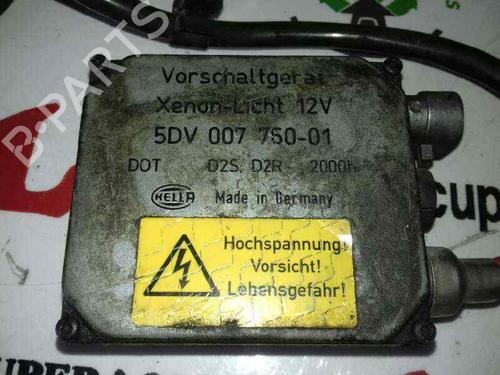 Vorschaltgerät
Xenon-Licht 12V
5DV 007 760-01
DOT D2S, D2R 2000h
HELLA Made in Germany
Hochspannung!
Vorsicht!
Lebensgefahr!
B-PARTS